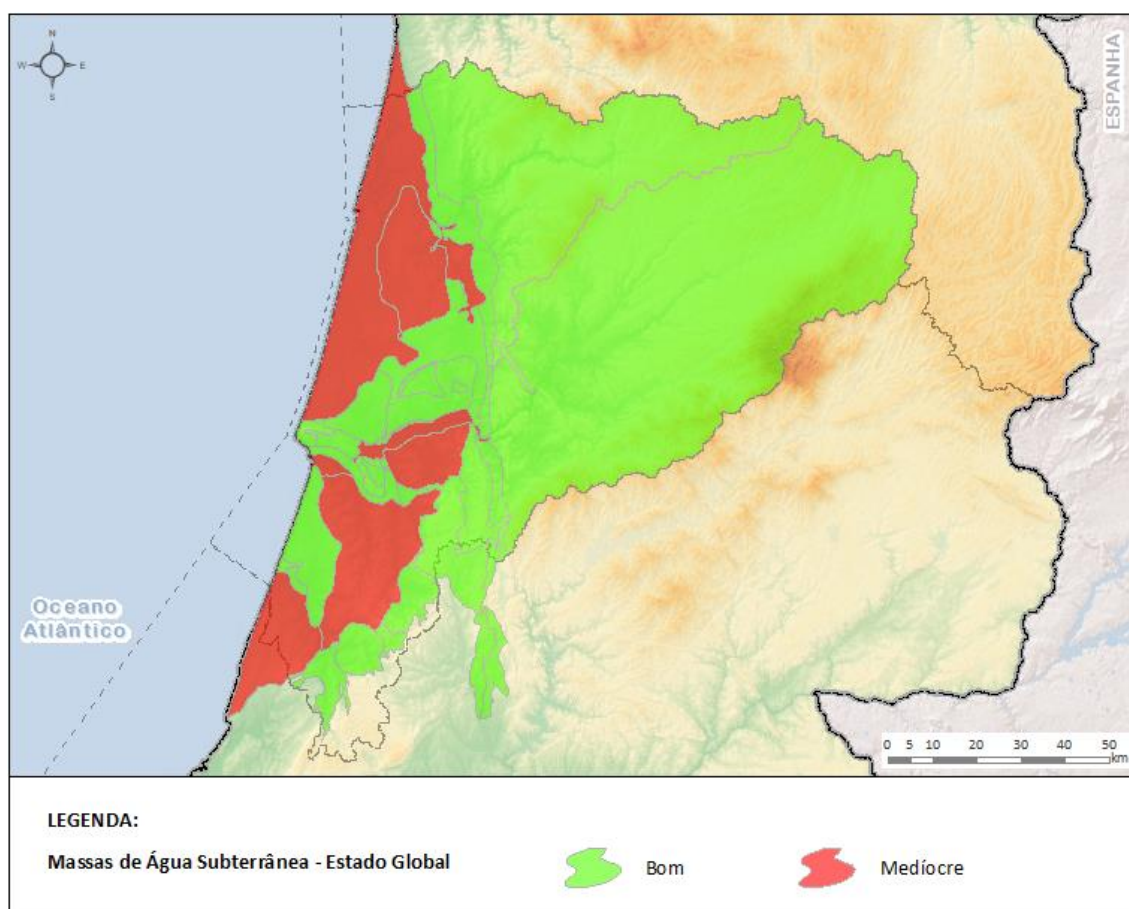 N
W E
S
ESPANHA
Oceano
Atlântico
0 5 10 20 30 40 50
km
LEGENDA:
Massas de Água Subterrânea - Estado Global
Bom
Medíocre